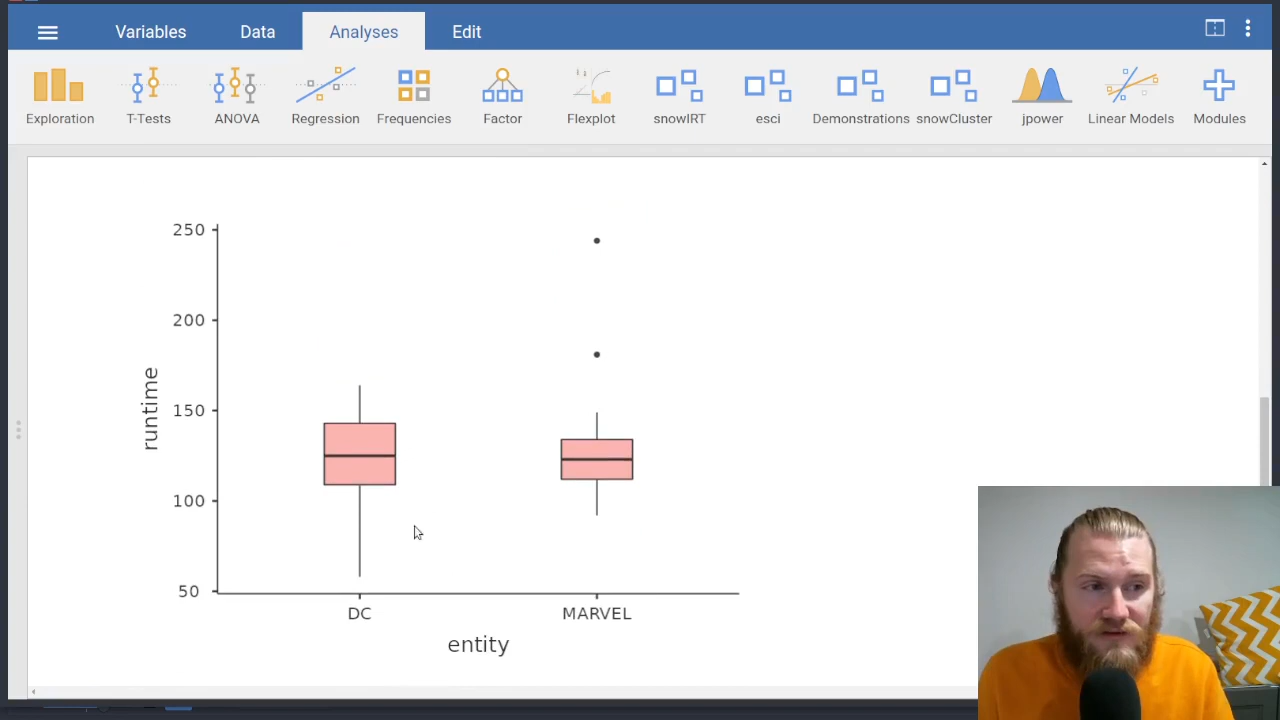 Variables Data Analyses Edit
Exploration T-Tests ANOVA Regression Frequencies Factor Flexplot snowIRT esci Demonstrations snowCluster jpower Linear Models Modules
250
200
150
100
50
runtime
DC MARVEL
entity